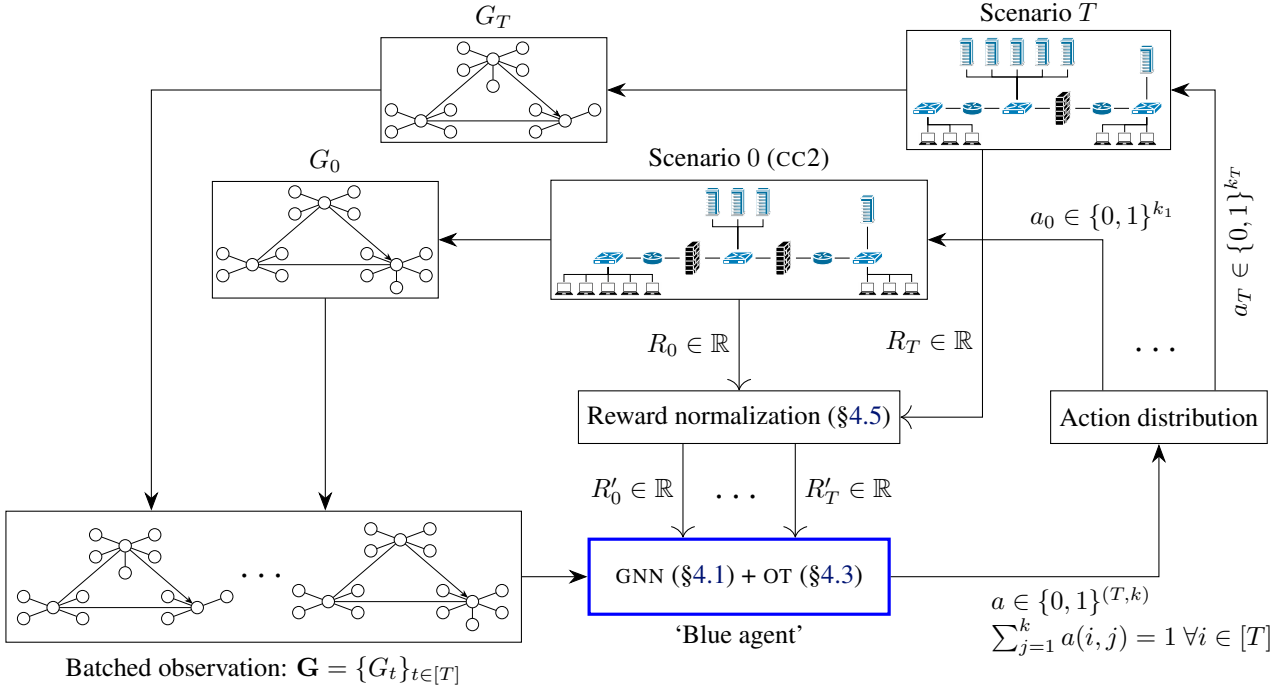 G_T
Scenario T
G_0
Scenario 0 (CC2)
a_0 ∈ {0, 1}^{k_1}
a_T ∈ {0, 1}^{k_T}
R_0 ∈ ℝ
R_T ∈ ℝ
. . .
Reward normalization (§4.5)
Action distribution
R′_0 ∈ ℝ
. . .
R′_T ∈ ℝ
. . .
GNN (§4.1) + OT (§4.3)
‘Blue agent’
a ∈ {0, 1}^{(T,k)}
∑_{j=1}^{k} a(i, j) = 1 ∀i ∈ [T]
Batched observation: G = {G_t}_{t∈[T]}